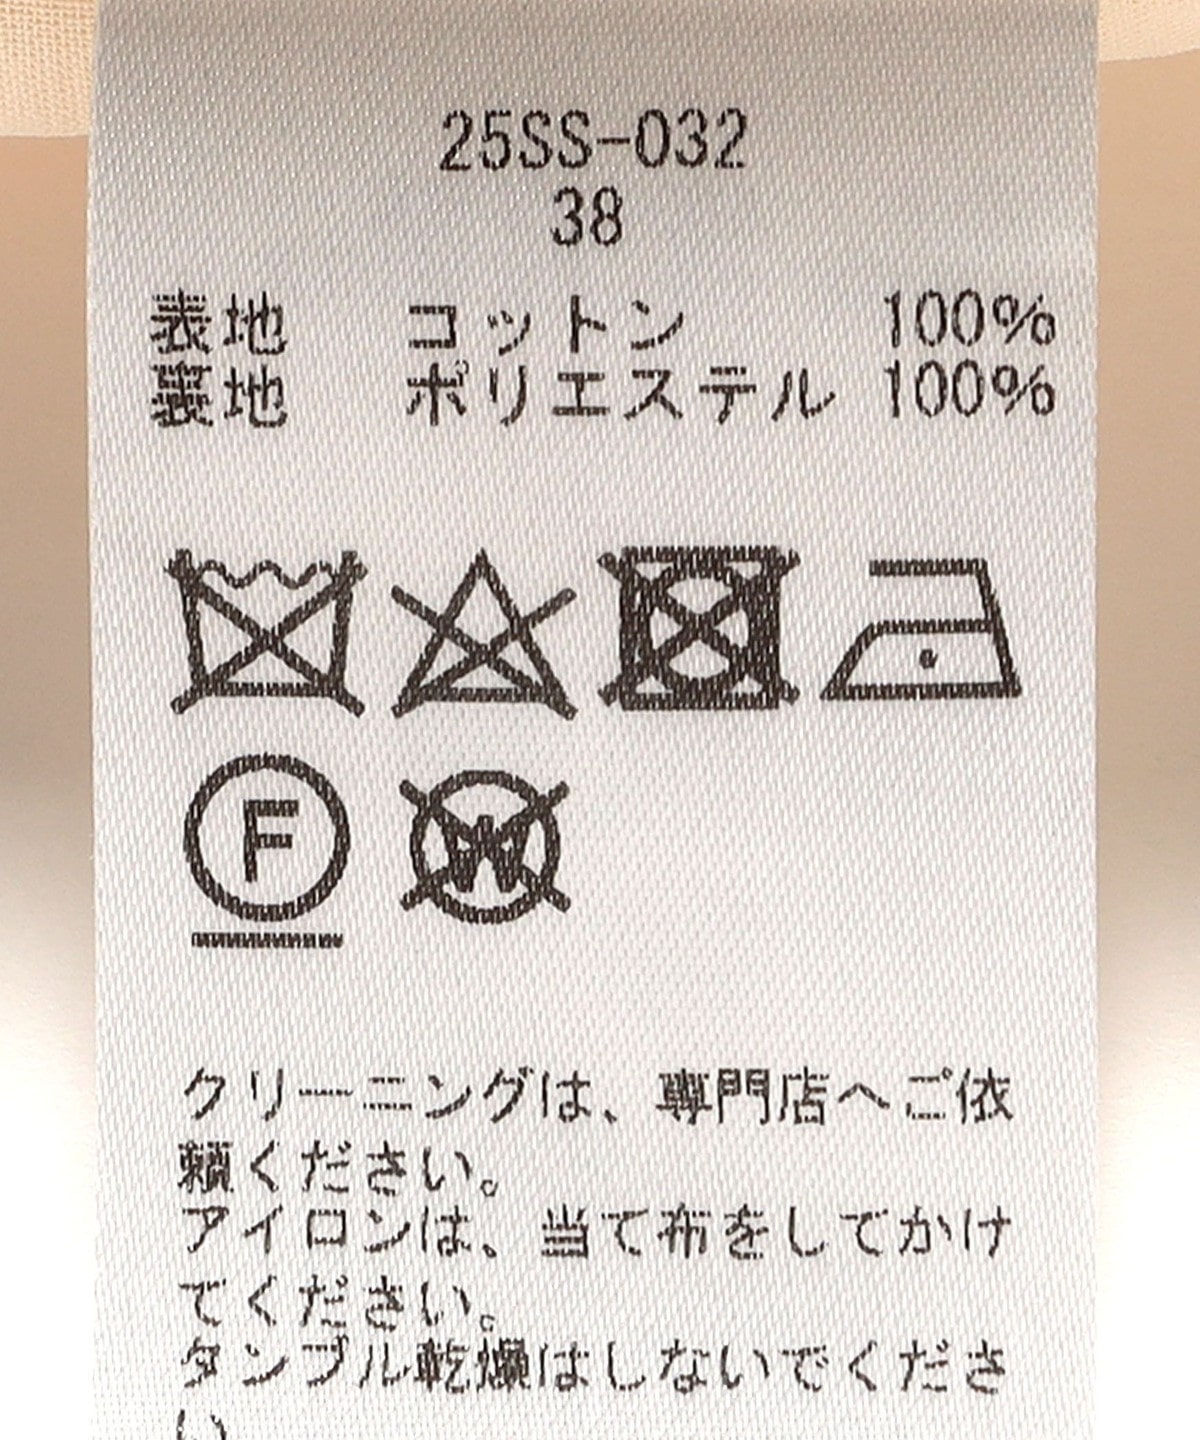 25SS-032
38
表地 コットン 100%
裏地 ポリエステル 100%
F W
クリーニングは、専門店へご依
頼ください。
アイロンは、当て布をしてかけ
てください。
タンブル乾燥はしないでくださ
い